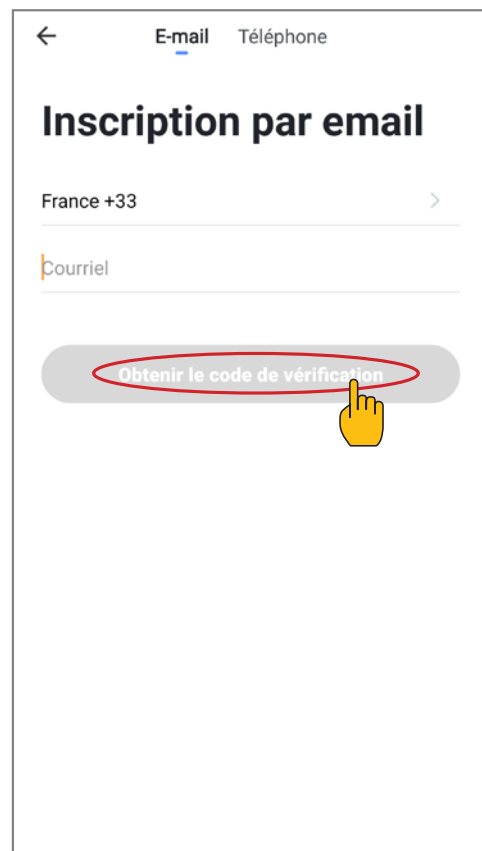 E-mail Téléphone
Inscription par email
France +33
Courriel
Obtenir le code de vérification